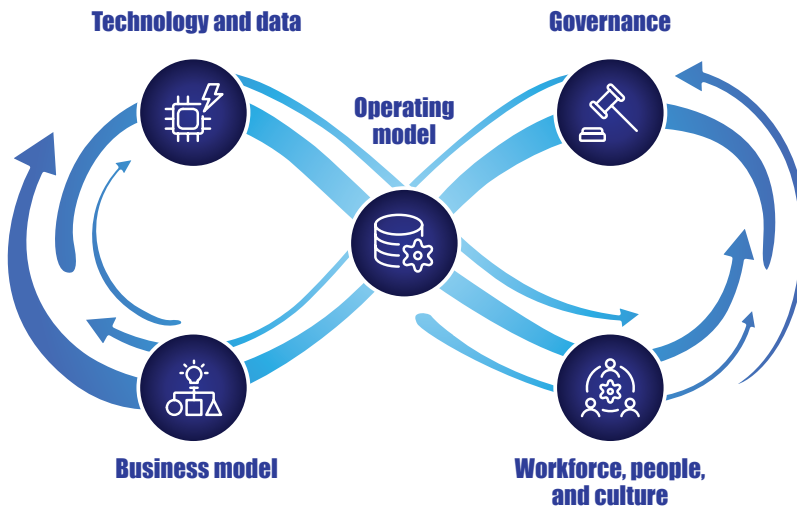 Technology and data
Governance
Operating
model
Business model
Workforce, people,
and culture